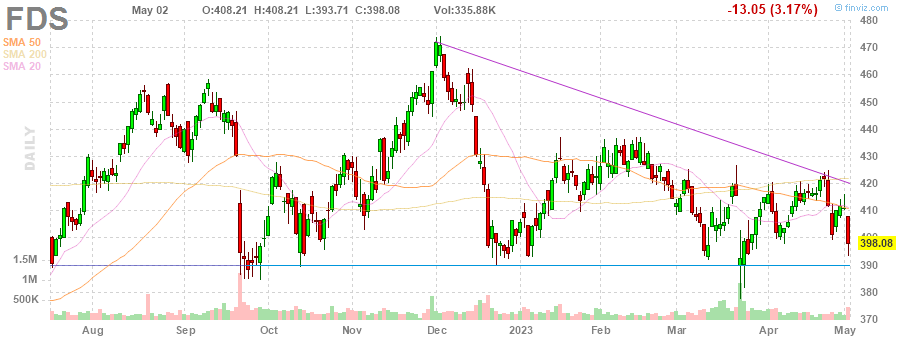 FDS May 02 O:408.21 H:408.21 L:393.71 C:398.08 Vol:335.88K -13.05 (3.17%) finviz.com
SMA 50
SMA 200
SMA 20
DAILY
480
470
460
450
440
430
420
410
398.08
390
380
370
1.5M
1M
500K
Aug Sep Oct Nov Dec 2023 Feb Mar Apr May